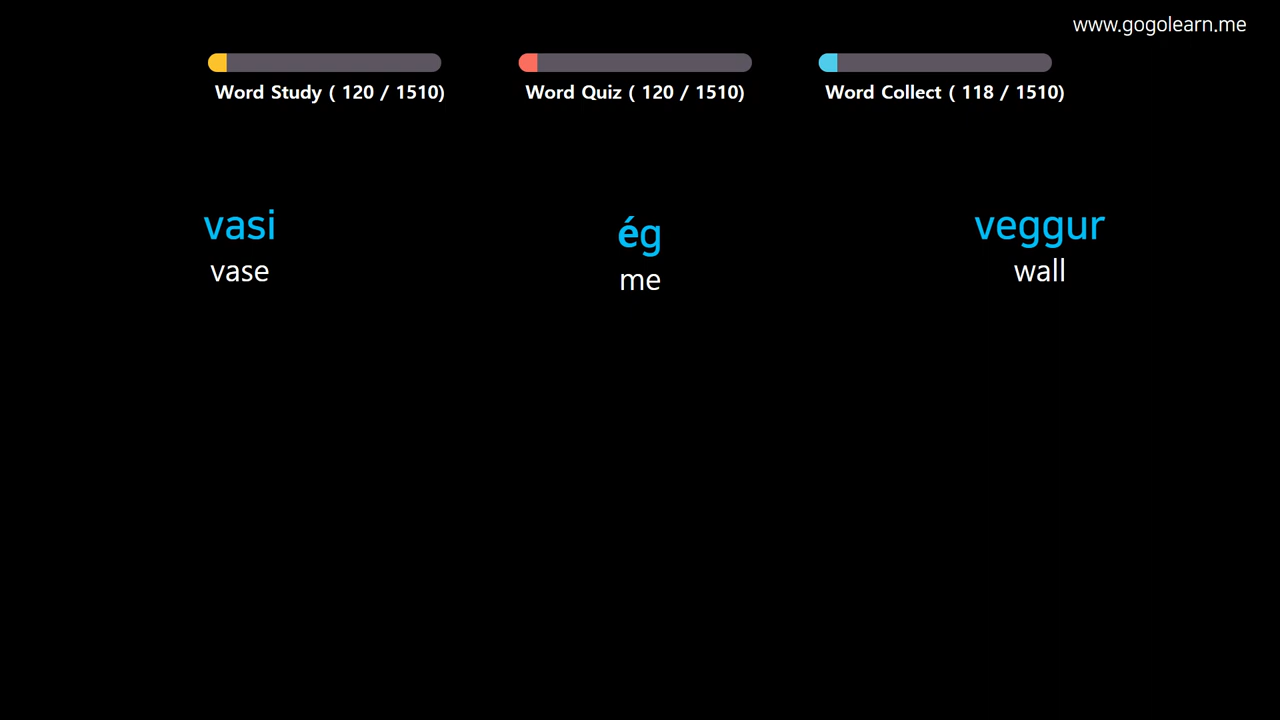 www.gogolearn.me
Word Study ( 120 / 1510)
Word Quiz ( 120 / 1510)
Word Collect ( 118 / 1510)
vasi
vase
ég
me
veggur
wall